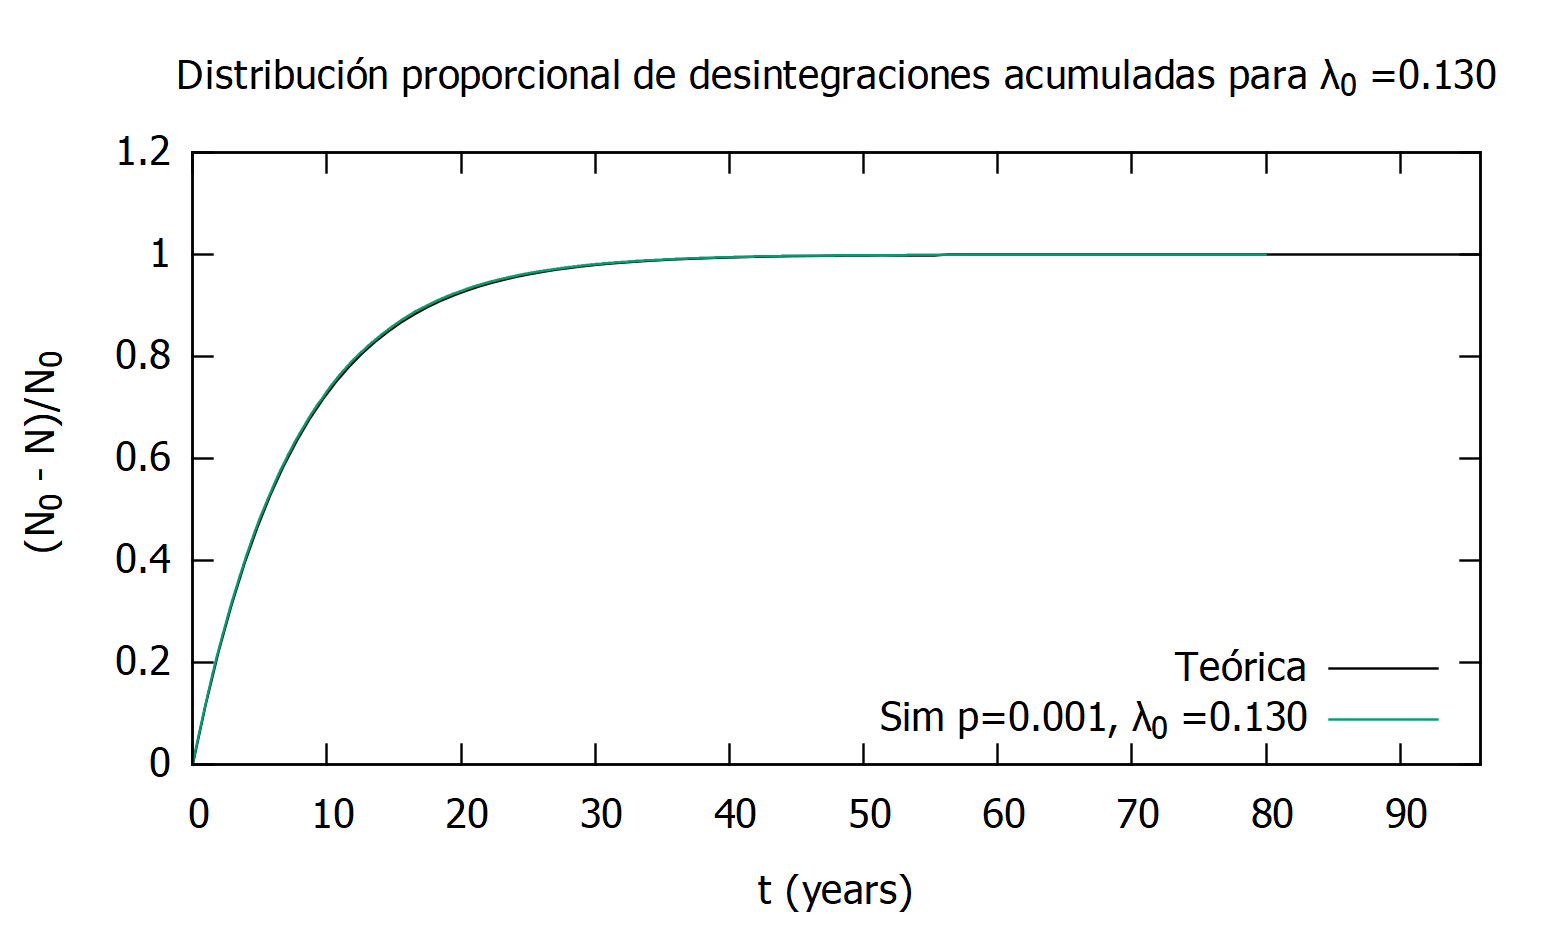 Distribución proporcional de desintegraciones acumuladas para λ₀ =0.130
1.2
1
0.8
0.6
0.4
0.2
0
(N₀ - N)/N₀
Teórica
Sim p=0.001, λ₀ =0.130
0 10 20 30 40 50 60 70 80 90
t (years)